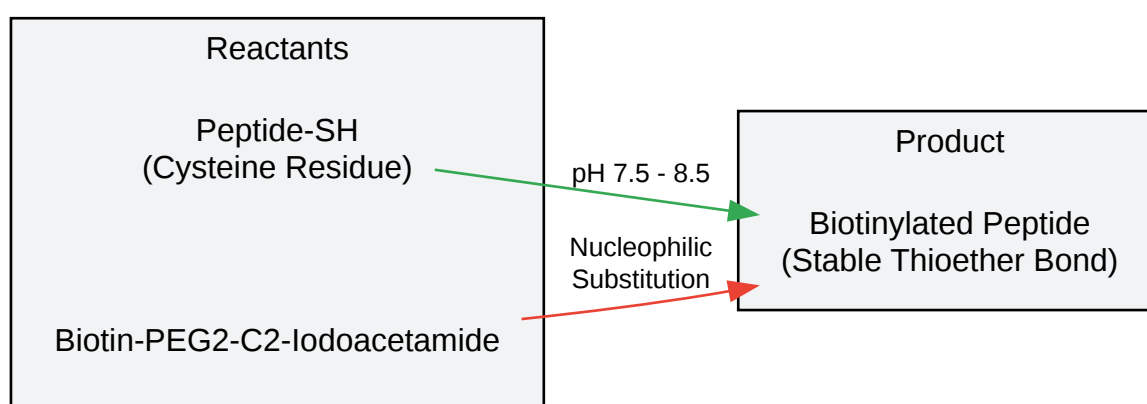 Reactants
Peptide-SH
(Cysteine Residue)
Biotin-PEG2-C2-Iodoacetamide
pH 7.5 - 8.5
Nucleophilic
Substitution
Product
Biotinylated Peptide
(Stable Thioether Bond)